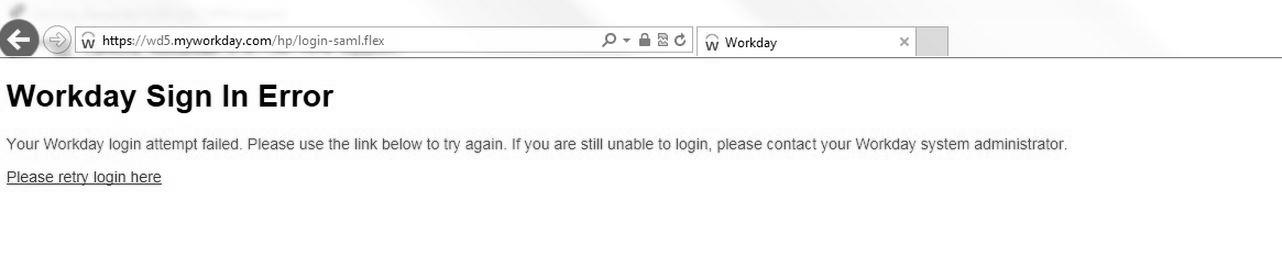 https://wd5.myworkday.com/hp/login-saml.flex
Workday
Workday Sign In Error
Your Workday login attempt failed. Please use the link below to try again. If you are still unable to login, please contact your Workday system administrator.
Please retry login here